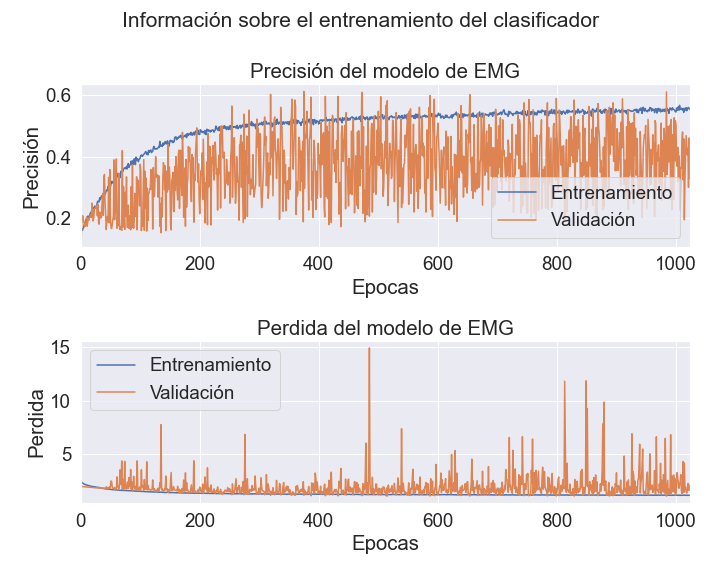 Información sobre el entrenamiento del clasificador
Precisión del modelo de EMG
Precisión
0.6
0.4
0.2
Entrenamiento
Validación
0 200 400 600 800 1000
Epocas
Perdida del modelo de EMG
Perdida
15
10
5
Entrenamiento
Validación
0 200 400 600 800 1000
Epocas